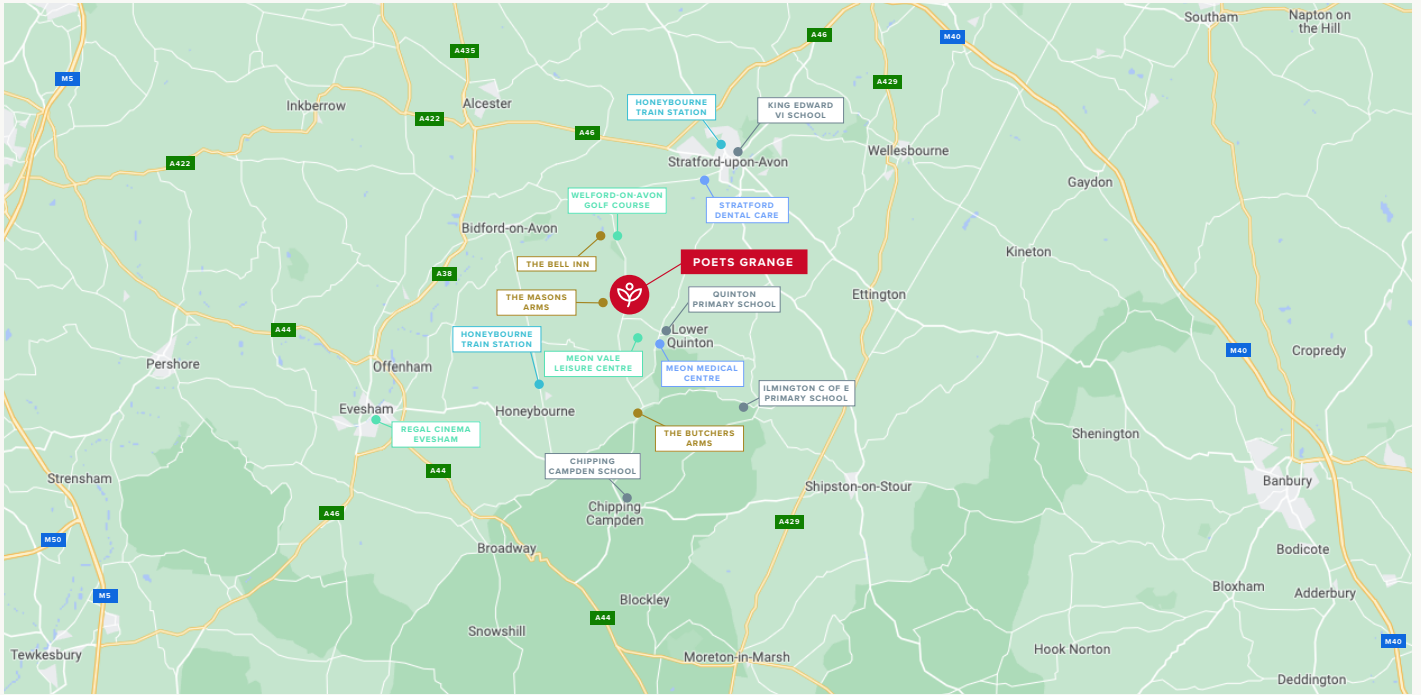 Southam
Napton on
the Hill
A46
M40
A435
M5
A429
Inkberrow
Alcester
HONEYBOURNE
TRAIN STATION
KING EDWARD
VI SCHOOL
A422
A46
Stratford-upon-Avon
Wellesbourne
A422
Gaydon
WELFORD-ON-AVON
GOLF COURSE
STRATFORD
DENTAL CARE
Bidford-on-Avon
THE BELL INN
POETS GRANGE
Kineton
A38
THE MASONS
ARMS
QUINTON
PRIMARY SCHOOL
Ettington
A44
HONEYBOURNE
TRAIN STATION
Lower
Quinton
M40
Cropredy
Pershore
Offenham
MEON VALE
LEISURE CENTRE
MEON MEDICAL
CENTRE
ILMINGTON C OF E
PRIMARY SCHOOL
Evesham
Honeybourne
REGAL CINEMA
EVESHAM
THE BUTCHERS
ARMS
Shenington
CHIPPING
CAMPDEN SCHOOL
A44
Strensham
Shipston-on-Stour
Banbury
Chipping
Campden
A46
A429
M50
Broadway
Bodicote
M5
Blockley
Bloxham
Adderbury
A44
Snowshill
M40
Tewkesbury
Moreton-in-Marsh
Hook Norton
Deddington